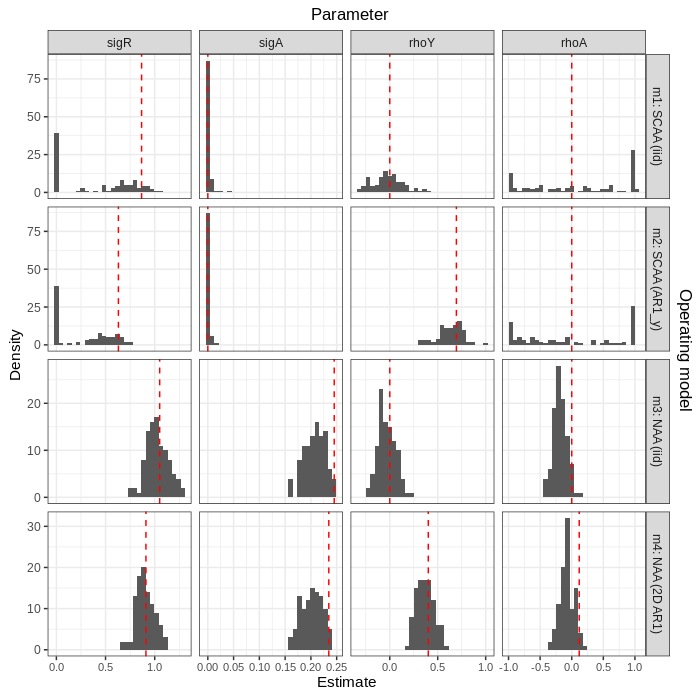 Parameter
sigR sigA rhoY rhoA
75
50
25
0
m1: SCAA (iid)
75
50
25
0
m2: SCAA (AR1_y)
20
10
0
m3: NAA (iid)
30
20
10
0
m4: NAA (2D AR1)
Density
Operating model
0.0 0.5 1.0 0.00 0.05 0.10 0.15 0.20 0.25 0.0 0.5 1.0 -1.0 -0.5 0.0 0.5 1.0
Estimate